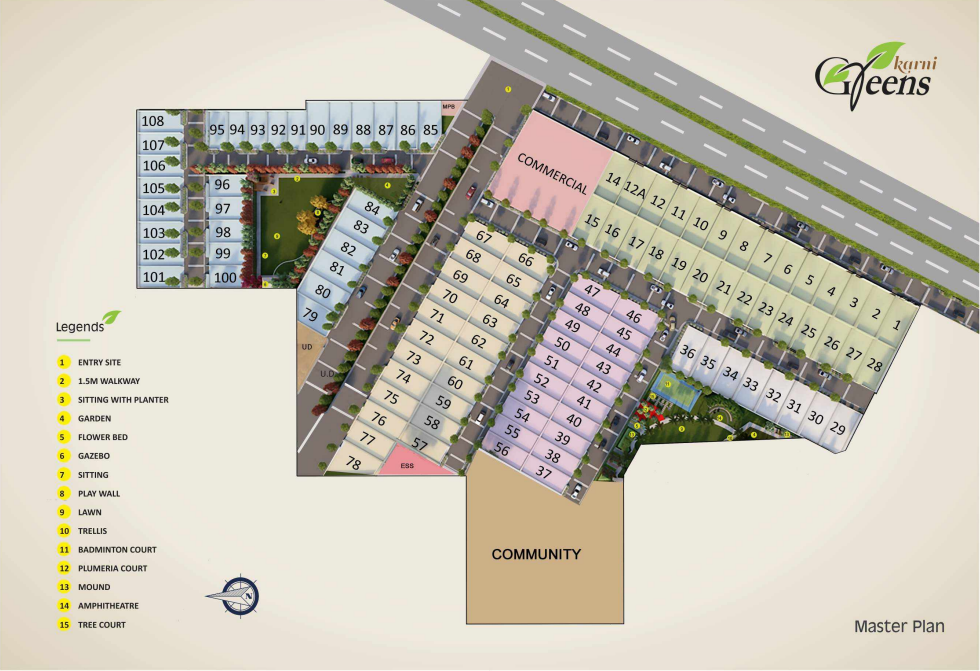 karni
Greens
MPB
108
107
106
105
104
103
102
101
95 94 93 92 91 90 89 88 87 86 85
96
97
98
99
100
84
83
82
81
80
79
UD
U.D.
COMMERCIAL
14 12A 12 11 10 9 8 7 6 5 4 3 2 1
15 16 17 18 19 20 21 22 23 24 25 26 27 28
67
68 66
69 65
70 64
71 63
72 62
73 61
74 60
75 59
76 58
77 57
78
ESS
47
48 46
49 45
50 44
51 43
52 42
53 41
54 40
55 39
56 38
37
36 35 34 33 32 31 30 29
COMMUNITY
Legends
1 ENTRY SITE
2 1.5M WALKWAY
3 SITTING WITH PLANTER
4 GARDEN
5 FLOWER BED
6 GAZEBO
7 SITTING
8 PLAY WALL
9 LAWN
10 TRELLIS
11 BADMINTON COURT
12 PLUMERIA COURT
13 MOUND
14 AMPHITHEATRE
15 TREE COURT
N
Master Plan